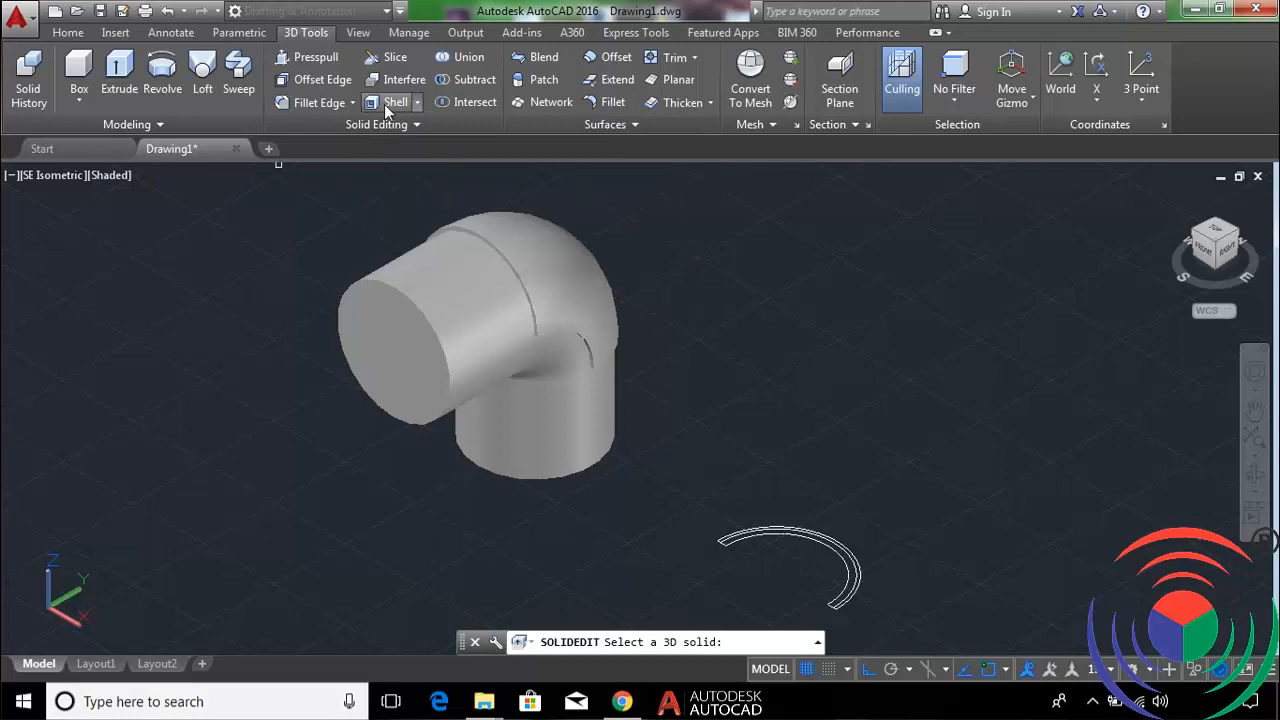 Drafting & Annotation
Autodesk AutoCAD 2016 Drawing1.dwg
Type a keyword or phrase
Sign In
Home Insert Annotate Parametric 3D Tools View Manage Output Add-ins A360 Express Tools Featured Apps BIM 360 Performance
Solid History
Box
Extrude
Revolve
Loft
Sweep
Modeling
Presspull
Slice
Union
Offset Edge
Interfere
Subtract
Fillet Edge
Shell
Intersect
Solid Editing
Blend
Offset
Trim
Patch
Extend
Planar
Network
Fillet
Thicken
Surfaces
Convert To Mesh
Mesh
Section Plane
Section
Culling
No Filter
Move Gizmo
Selection
World
X
3 Point
Coordinates
Start
Drawing1*
[−][SE Isometric][Shaded]
TOP
FRONT
RIGHT
W
N
S
E
WCS
Z
Y
X
SOLIDEDIT Select a 3D solid:
Model Layout1 Layout2
MODEL
Type here to search
AUTODESK
AUTOCAD
R